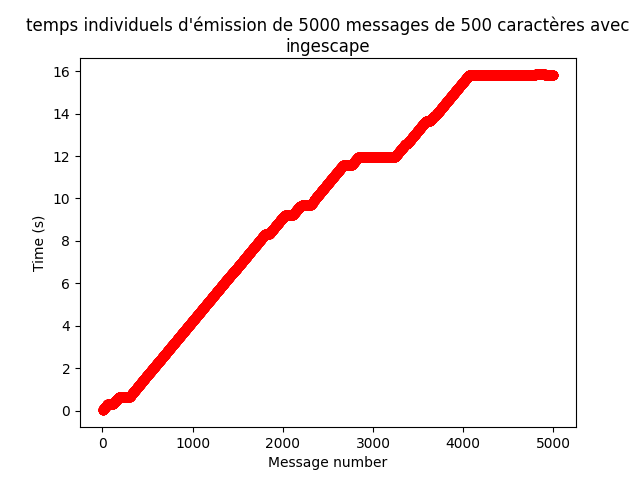 temps individuels d'émission de 5000 messages de 500 caractères avec
ingescape
16
14
12
10
8
6
4
2
0
Time (s)
0 1000 2000 3000 4000 5000
Message number